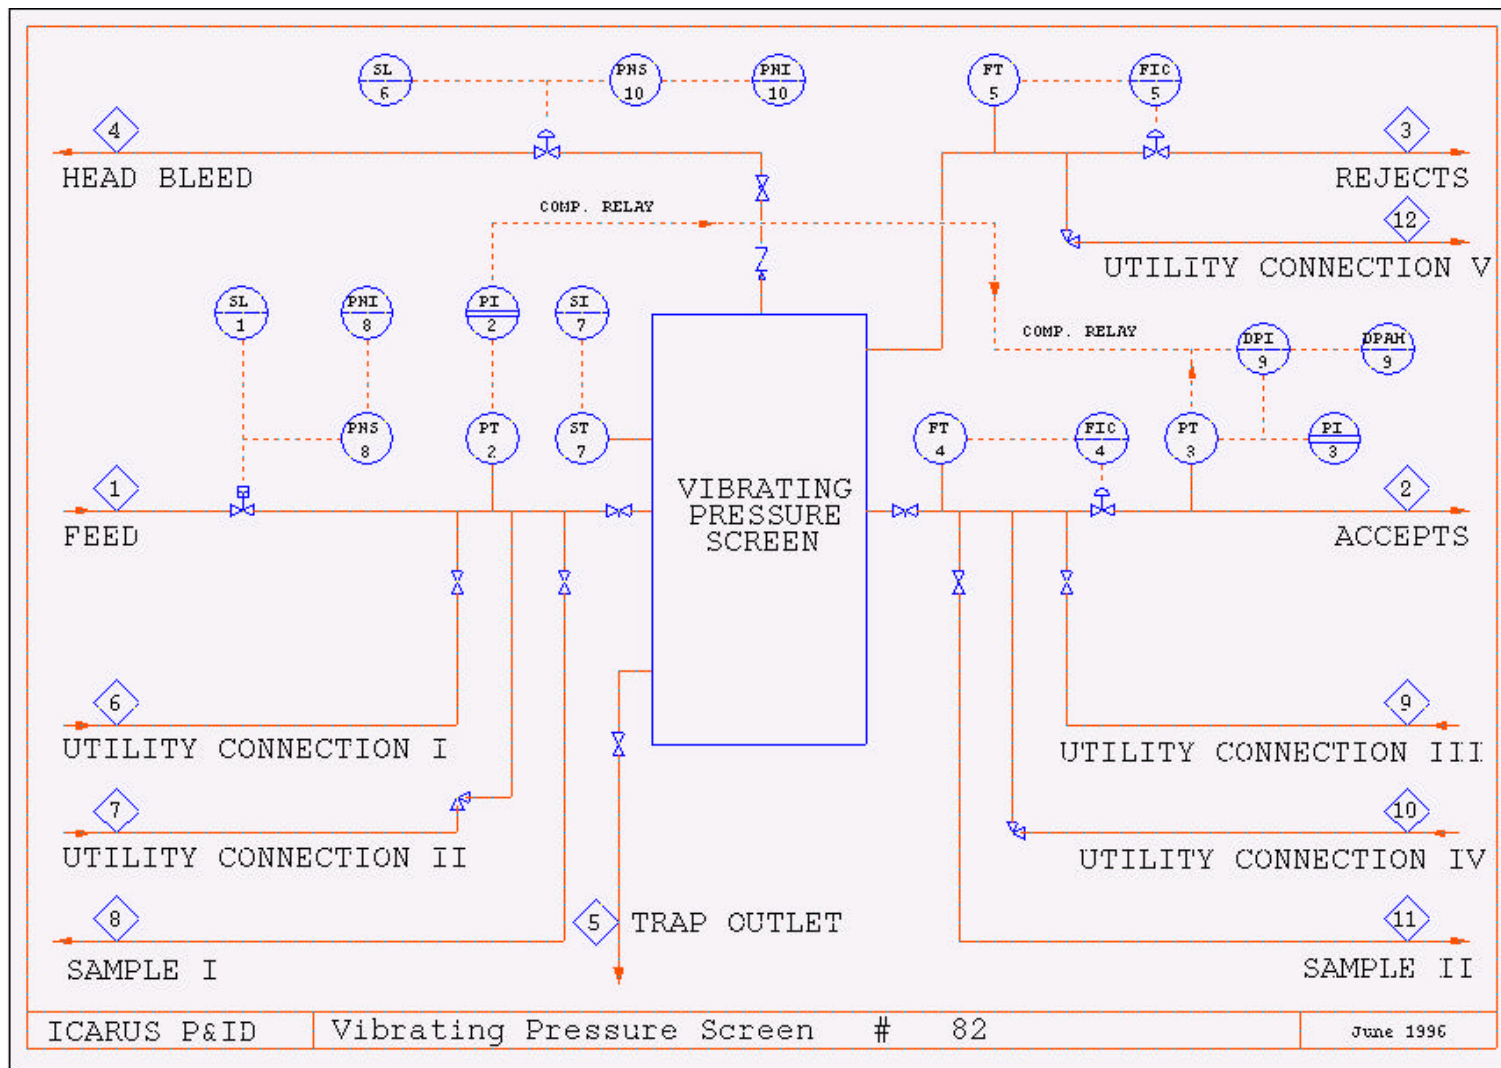 SL
6
PNS
10
PNI
10
FT
5
FIC
5
4
HEAD BLEED
3
REJECTS
COMP. RELAY
12
UTILITY CONNECTION V
SL
1
PNI
8
PI
2
SI
7
COMP. RELAY
DPI
9
DPAH
9
PNS
8
PT
2
ST
7
FT
4
FIC
4
PT
3
PI
3
1
FEED
VIBRATING
PRESSURE
SCREEN
2
ACCEPTS
6
UTILITY CONNECTION I
9
UTILITY CONNECTION III
7
UTILITY CONNECTION II
10
UTILITY CONNECTION IV
8
SAMPLE I
5
TRAP OUTLET
11
SAMPLE II
ICARUS P&ID
Vibrating Pressure Screen # 82
June 1996